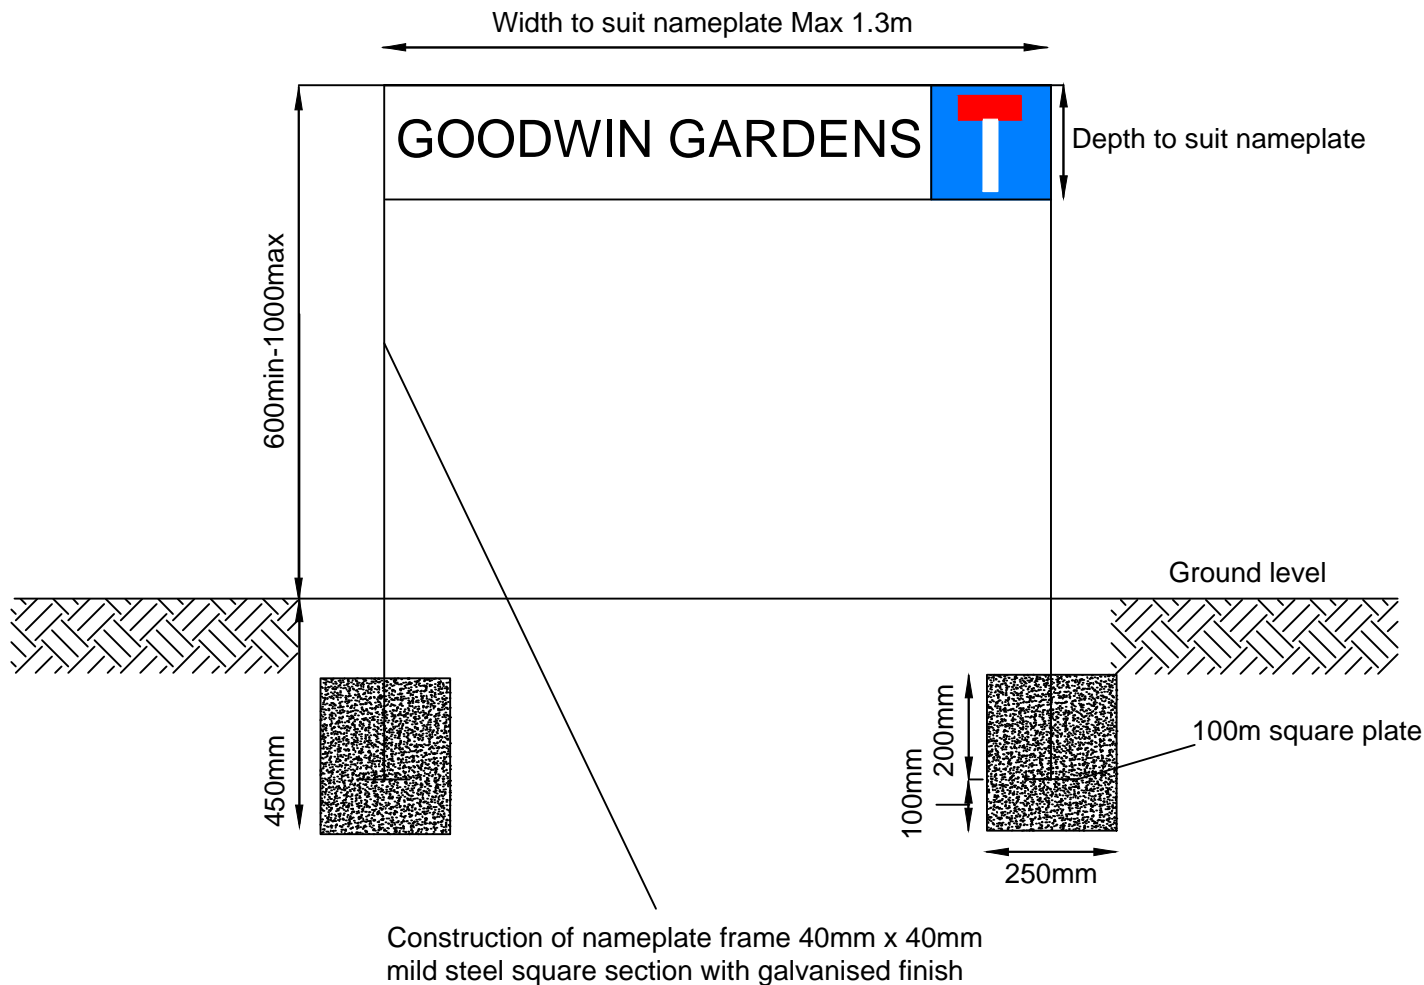 Width to suit nameplate Max 1.3m
GOODWIN GARDENS
Depth to suit nameplate
600min-1000max
Ground level
450mm
200mm
100mm
100m square plate
250mm
Construction of nameplate frame 40mm x 40mm
mild steel square section with galvanised finish